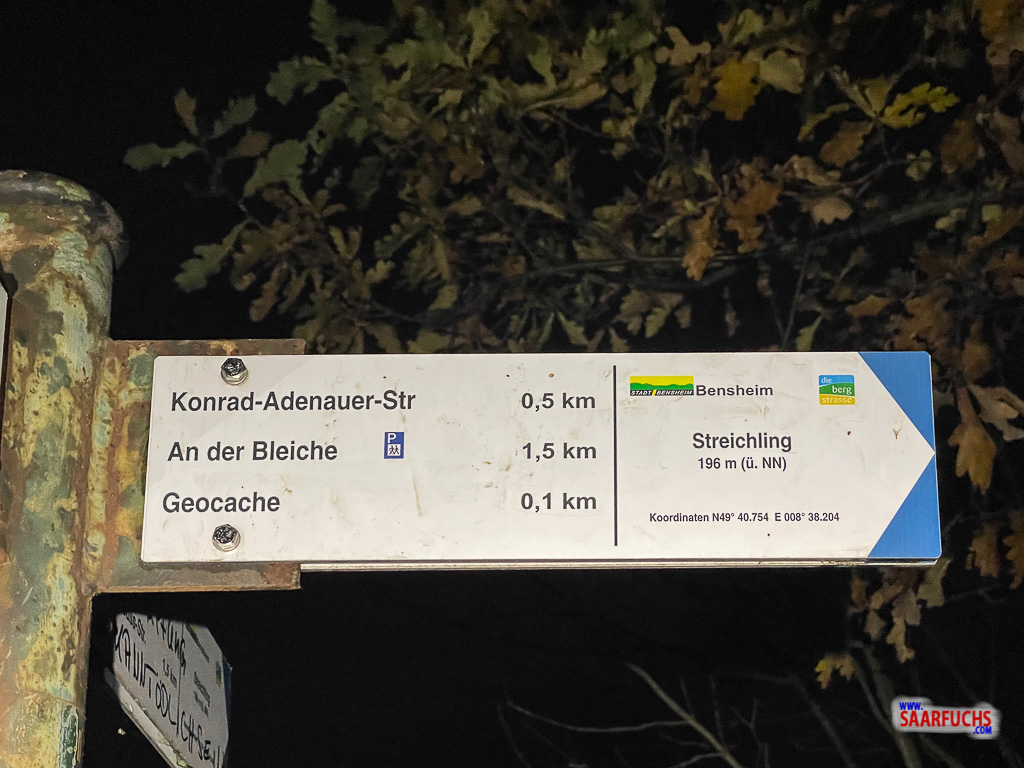 Konrad-Adenauer-Str 0,5 km
An der Bleiche P 1,5 km
Geocache 0,1 km
STADT BENSHEIM Bensheim
die berg strasse
Streichling
196 m (ü. NN)
Koordinaten N49° 40.754 E 008° 38.204
WWW.
SAARFUCHS
.COM